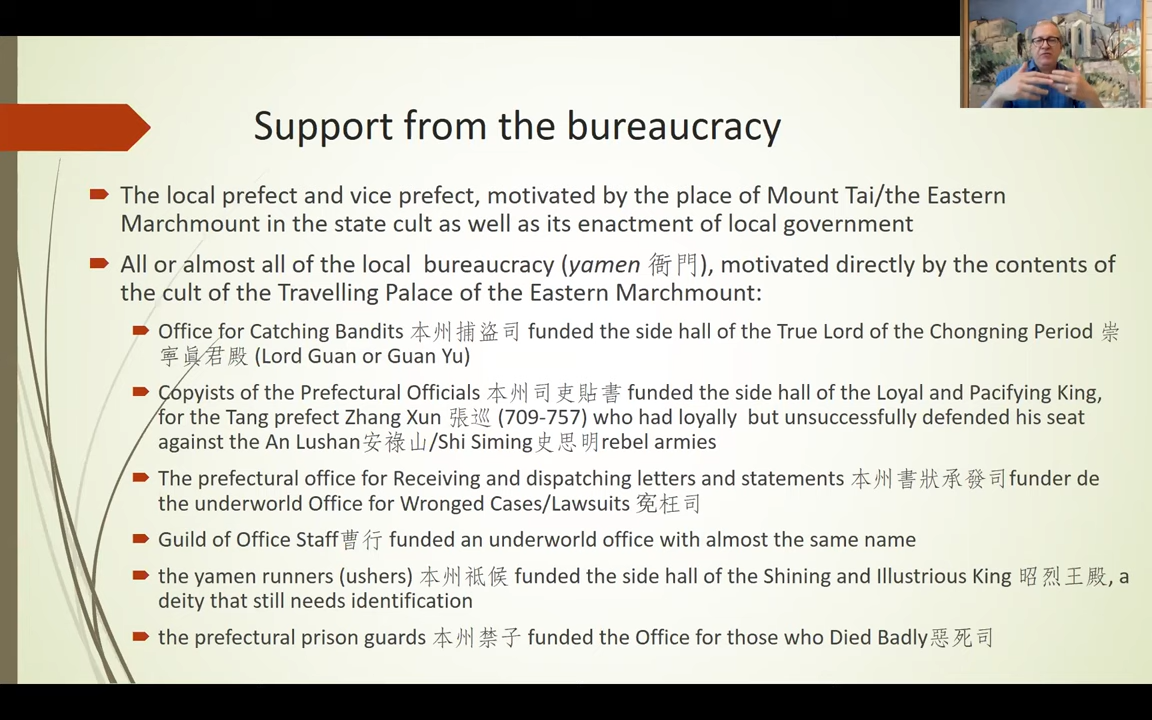 Support from the bureaucracy
The local prefect and vice prefect, motivated by the place of Mount Tai/the Eastern
Marchmount in the state cult as well as its enactment of local government
All or almost all of the local  bureaucracy (yamen 衙門), motivated directly by the contents of
the cult of the Travelling Palace of the Eastern Marchmount:
Office for Catching Bandits 本州捕盜司 funded the side hall of the True Lord of the Chongning Period 崇
寧眞君殿 (Lord Guan or Guan Yu)
Copyists of the Prefectural Officials 本州司吏貼書 funded the side hall of the Loyal and Pacifying King,
for the Tang prefect Zhang Xun 張巡 (709-757) who had loyally  but unsuccessfully defended his seat
against the An Lushan安祿山/Shi Siming史思明rebel armies
The prefectural office for Receiving and dispatching letters and statements 本州書狀承發司funder de
the underworld Office for Wronged Cases/Lawsuits 冤枉司
Guild of Office Staff曹行 funded an underworld office with almost the same name
the yamen runners (ushers) 本州祗候 funded the side hall of the Shining and Illustrious King 昭烈王殿, a
deity that still needs identification
the prefectural prison guards 本州禁子 funded the Office for those who Died Badly惡死司